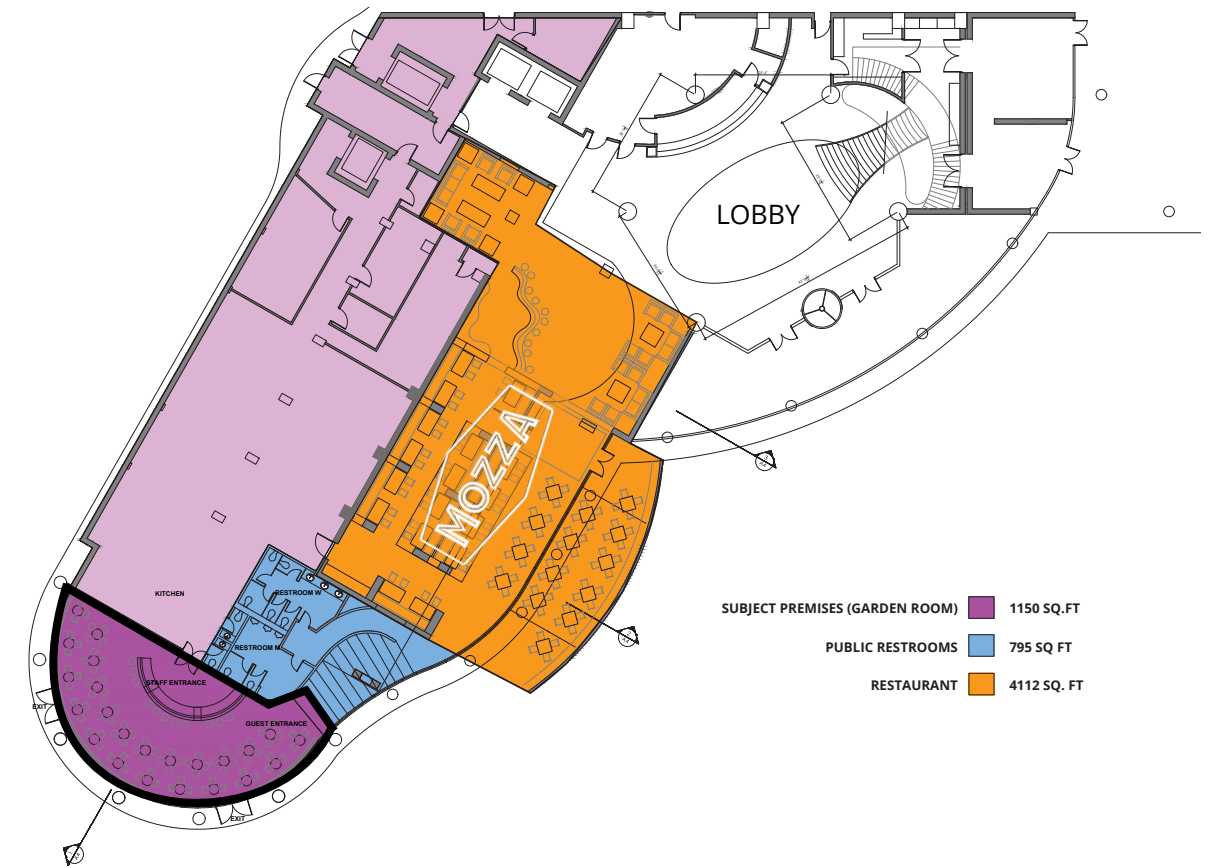 LOBBY
MOZZA
KITCHEN
RESTROOM W
RESTROOM M
STAFF ENTRANCE
GUEST ENTRANCE
EXIT
EXIT
SUBJECT PREMISES (GARDEN ROOM) 1150 SQ.FT
PUBLIC RESTROOMS 795 SQ FT
RESTAURANT 4112 SQ. FT